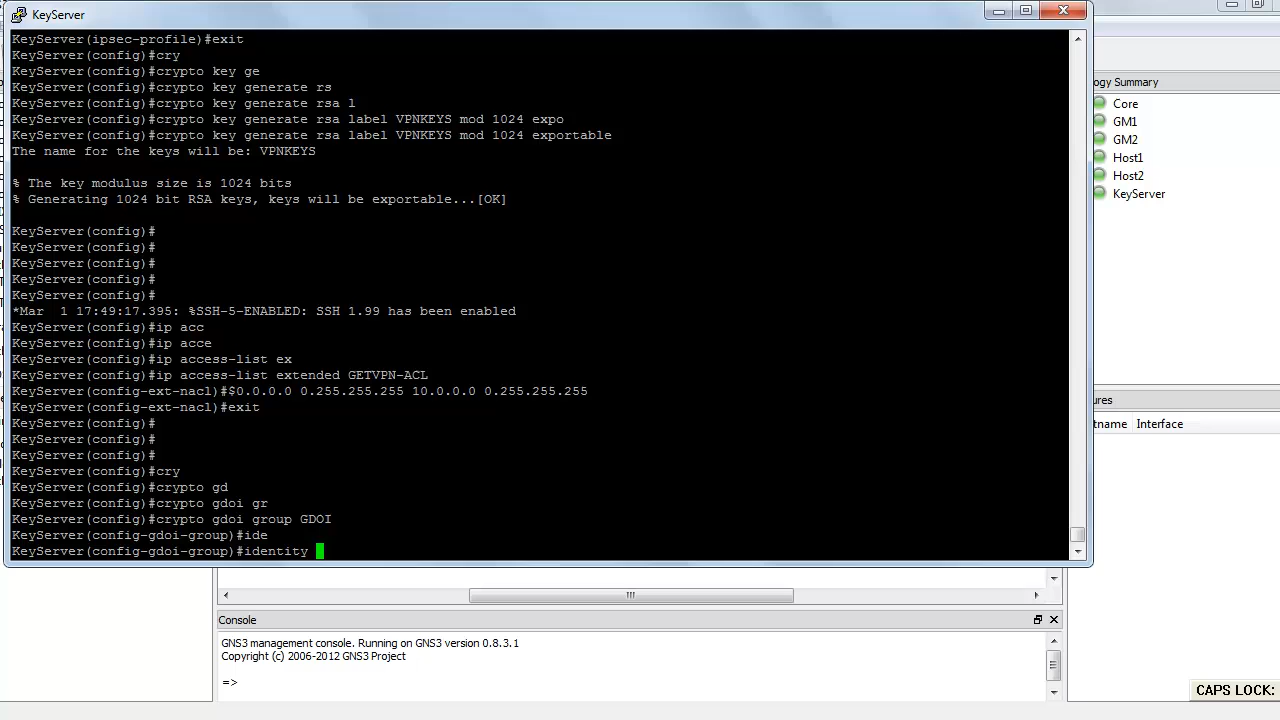 KeyServer
KeyServer(ipsec-profile)#exit
KeyServer(config)#cry
KeyServer(config)#crypto key ge
KeyServer(config)#crypto key generate rs
KeyServer(config)#crypto key generate rsa l
KeyServer(config)#crypto key generate rsa label VPNKEYS mod 1024 expo
KeyServer(config)#crypto key generate rsa label VPNKEYS mod 1024 exportable
The name for the keys will be: VPNKEYS
% The key modulus size is 1024 bits
% Generating 1024 bit RSA keys, keys will be exportable...[OK]
KeyServer(config)#
KeyServer(config)#
KeyServer(config)#
KeyServer(config)#
KeyServer(config)#
*Mar  1 17:49:17.395: %SSH-5-ENABLED: SSH 1.99 has been enabled
KeyServer(config)#ip acc
KeyServer(config)#ip acce
KeyServer(config)#ip access-list ex
KeyServer(config)#ip access-list extended GETVPN-ACL
KeyServer(config-ext-nacl)#$0.0.0.0 0.255.255.255 10.0.0.0 0.255.255.255
KeyServer(config-ext-nacl)#exit
KeyServer(config)#
KeyServer(config)#
KeyServer(config)#
KeyServer(config)#cry
KeyServer(config)#crypto gd
KeyServer(config)#crypto gdoi gr
KeyServer(config)#crypto gdoi group GDOI
KeyServer(config-gdoi-group)#ide
KeyServer(config-gdoi-group)#identity
ogy Summary
Core
GM1
GM2
Host1
Host2
KeyServer
ures
tname Interface
Console
GNS3 management console. Running on GNS3 version 0.8.3.1
Copyright (c) 2006-2012 GNS3 Project
=>
CAPS LOCK: